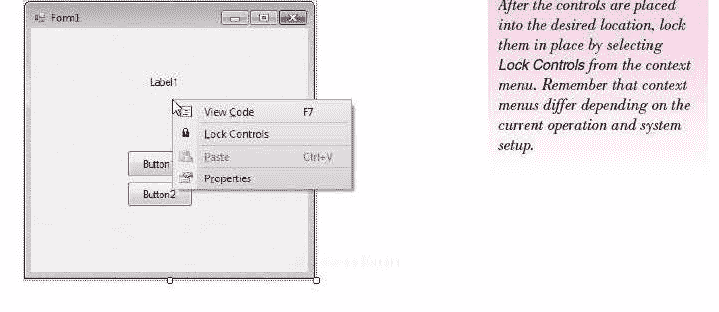 Form1
Label1
View Code F7
Lock Controls
Paste Ctrl+V
Properties
Button
Button2
After the controls are placed
into the desired location, lock
them in place by selecting
Lock Controls from the context
menu. Remember that context
menus differ depending on the
current operation and system
setup.